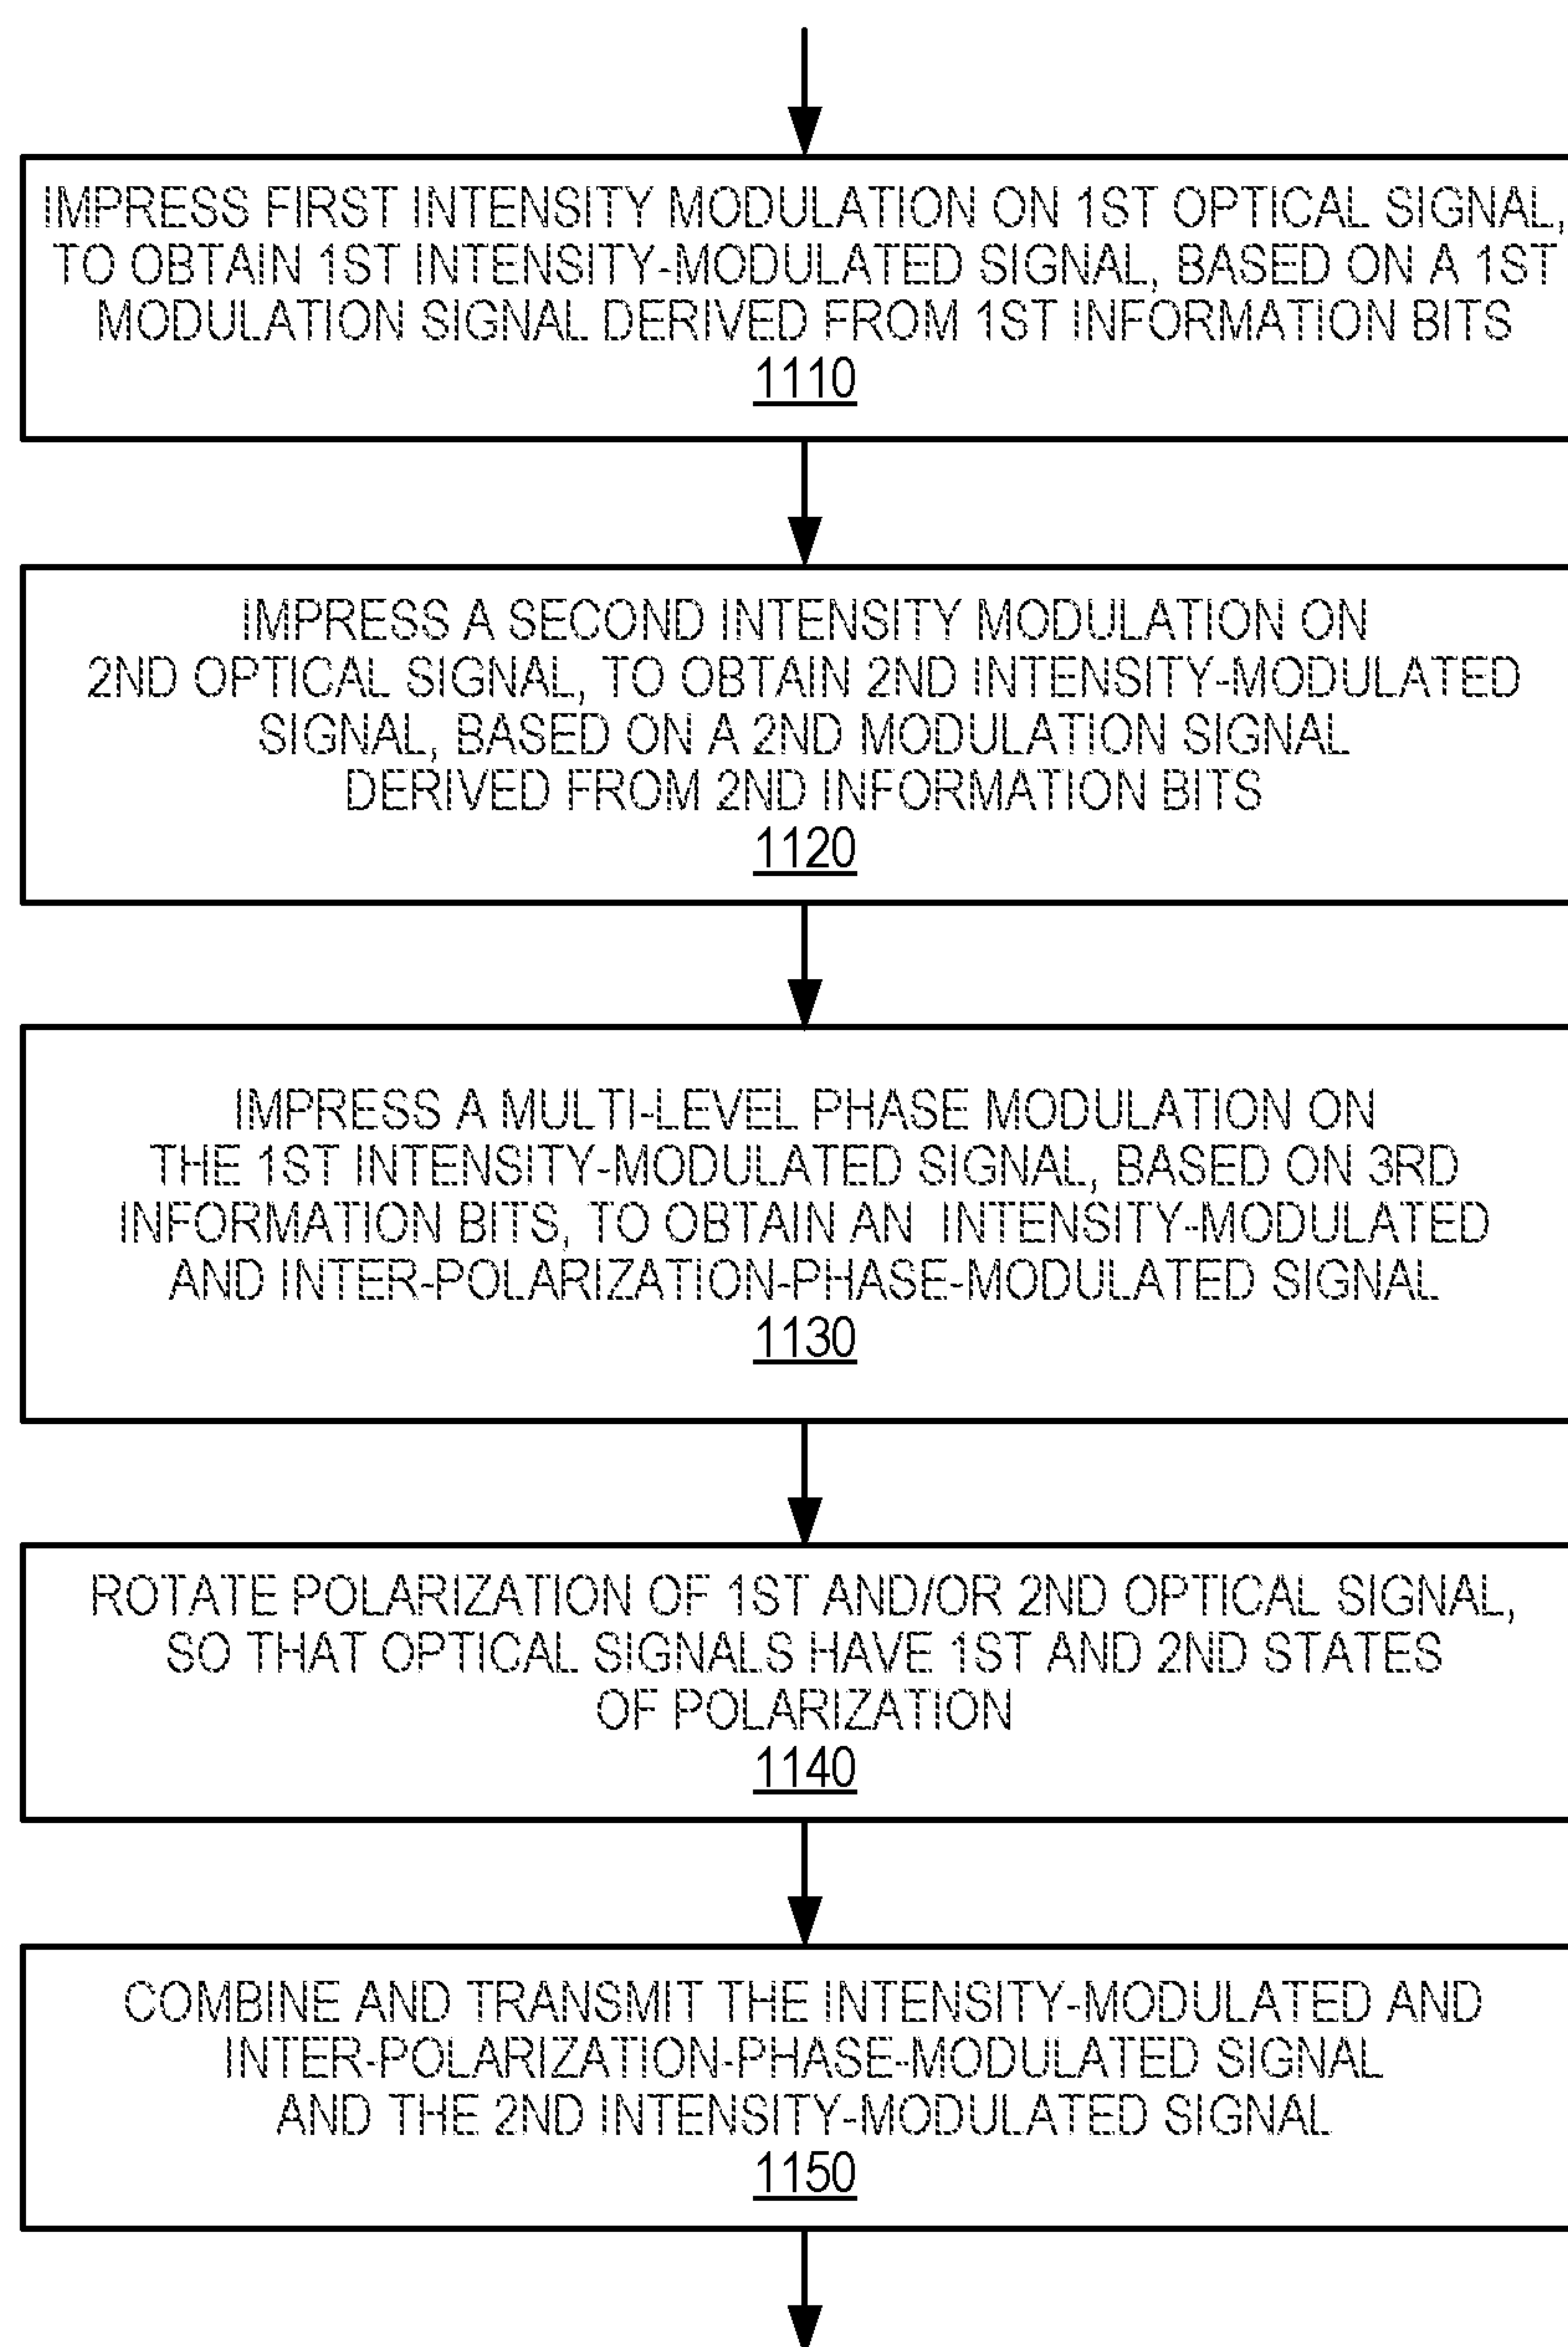 IMPRESS FIRST INTENSITY MODULATION ON 1ST OPTICAL SIGNAL,
TO OBTAIN 1ST INTENSITY-MODULATED SIGNAL, BASED ON A 1ST
MODULATION SIGNAL DERIVED FROM 1ST INFORMATION BITS
1110
IMPRESS A SECOND INTENSITY MODULATION ON
2ND OPTICAL SIGNAL, TO OBTAIN 2ND INTENSITY-MODULATED
SIGNAL, BASED ON A 2ND MODULATION SIGNAL
DERIVED FROM 2ND INFORMATION BITS
1120
IMPRESS A MULTI-LEVEL PHASE MODULATION ON
THE 1ST INTENSITY-MODULATED SIGNAL, BASED ON 3RD
INFORMATION BITS, TO OBTAIN AN INTENSITY-MODULATED
AND INTER-POLARIZATION-PHASE-MODULATED SIGNAL
1130
ROTATE POLARIZATION OF 1ST AND/OR 2ND OPTICAL SIGNAL,
SO THAT OPTICAL SIGNALS HAVE 1ST AND 2ND STATES
OF POLARIZATION
1140
COMBINE AND TRANSMIT THE INTENSITY-MODULATED AND
INTER-POLARIZATION-PHASE-MODULATED SIGNAL
AND THE 2ND INTENSITY-MODULATED SIGNAL
1150